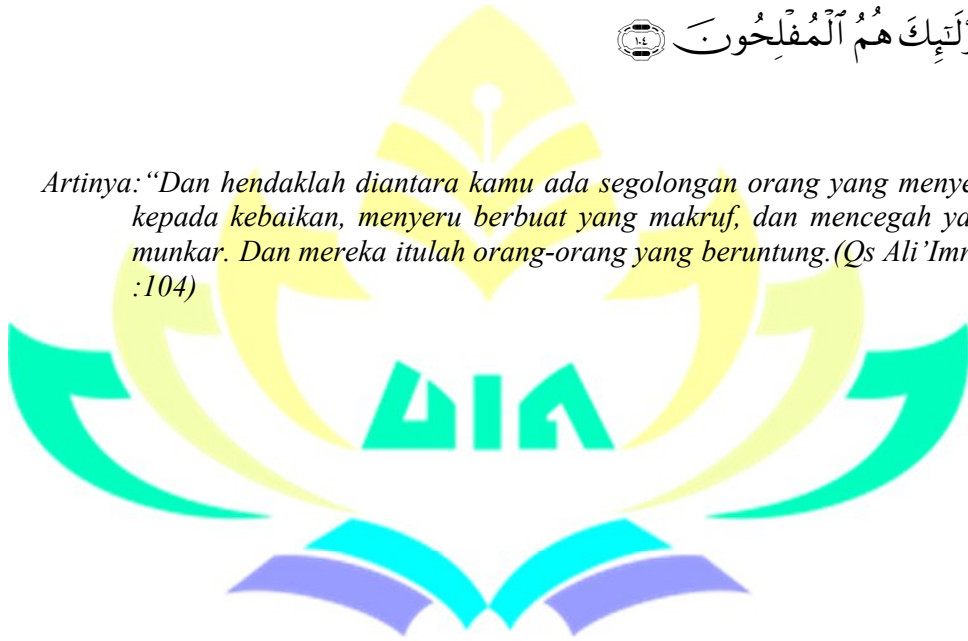 لَـٰٓئِكَ هُمُ ٱلْمُفْلِحُونَ ١٠٤
Artinya:“Dan hendaklah diantara kamu ada segolongan orang yang menye
kepada kebaikan, menyeru berbuat yang makruf, dan mencegah ya
munkar. Dan mereka itulah orang-orang yang beruntung.(Qs Ali’Imr
:104)